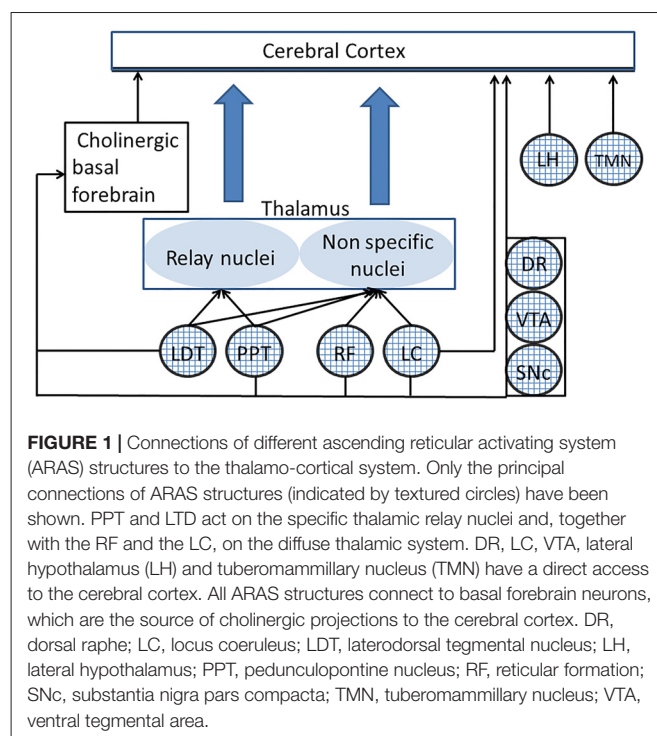 Cerebral Cortex
Cholinergic
basal
forebrain
LH
TMN
Thalamus
Relay nuclei
Non specific
nuclei
DR
VTA
SNc
LDT
PPT
RF
LC
FIGURE 1 | Connections of different ascending reticular activating system
(ARAS) structures to the thalamo-cortical system. Only the principal
connections of ARAS structures (indicated by textured circles) have been
shown. PPT and LTD act on the specific thalamic relay nuclei and, together
with the RF and the LC, on the diffuse thalamic system. DR, LC, VTA, lateral
hypothalamus (LH) and tuberomammillary nucleus (TMN) have a direct access
to the cerebral cortex. All ARAS structures connect to basal forebrain neurons,
which are the source of cholinergic projections to the cerebral cortex. DR,
dorsal raphe; LC, locus coeruleus; LDT, laterodorsal tegmental nucleus; LH,
lateral hypothalamus; PPT, pedunculopontine nucleus; RF, reticular formation;
SNc, substantia nigra pars compacta; TMN, tuberomammillary nucleus; VTA,
ventral tegmental area.